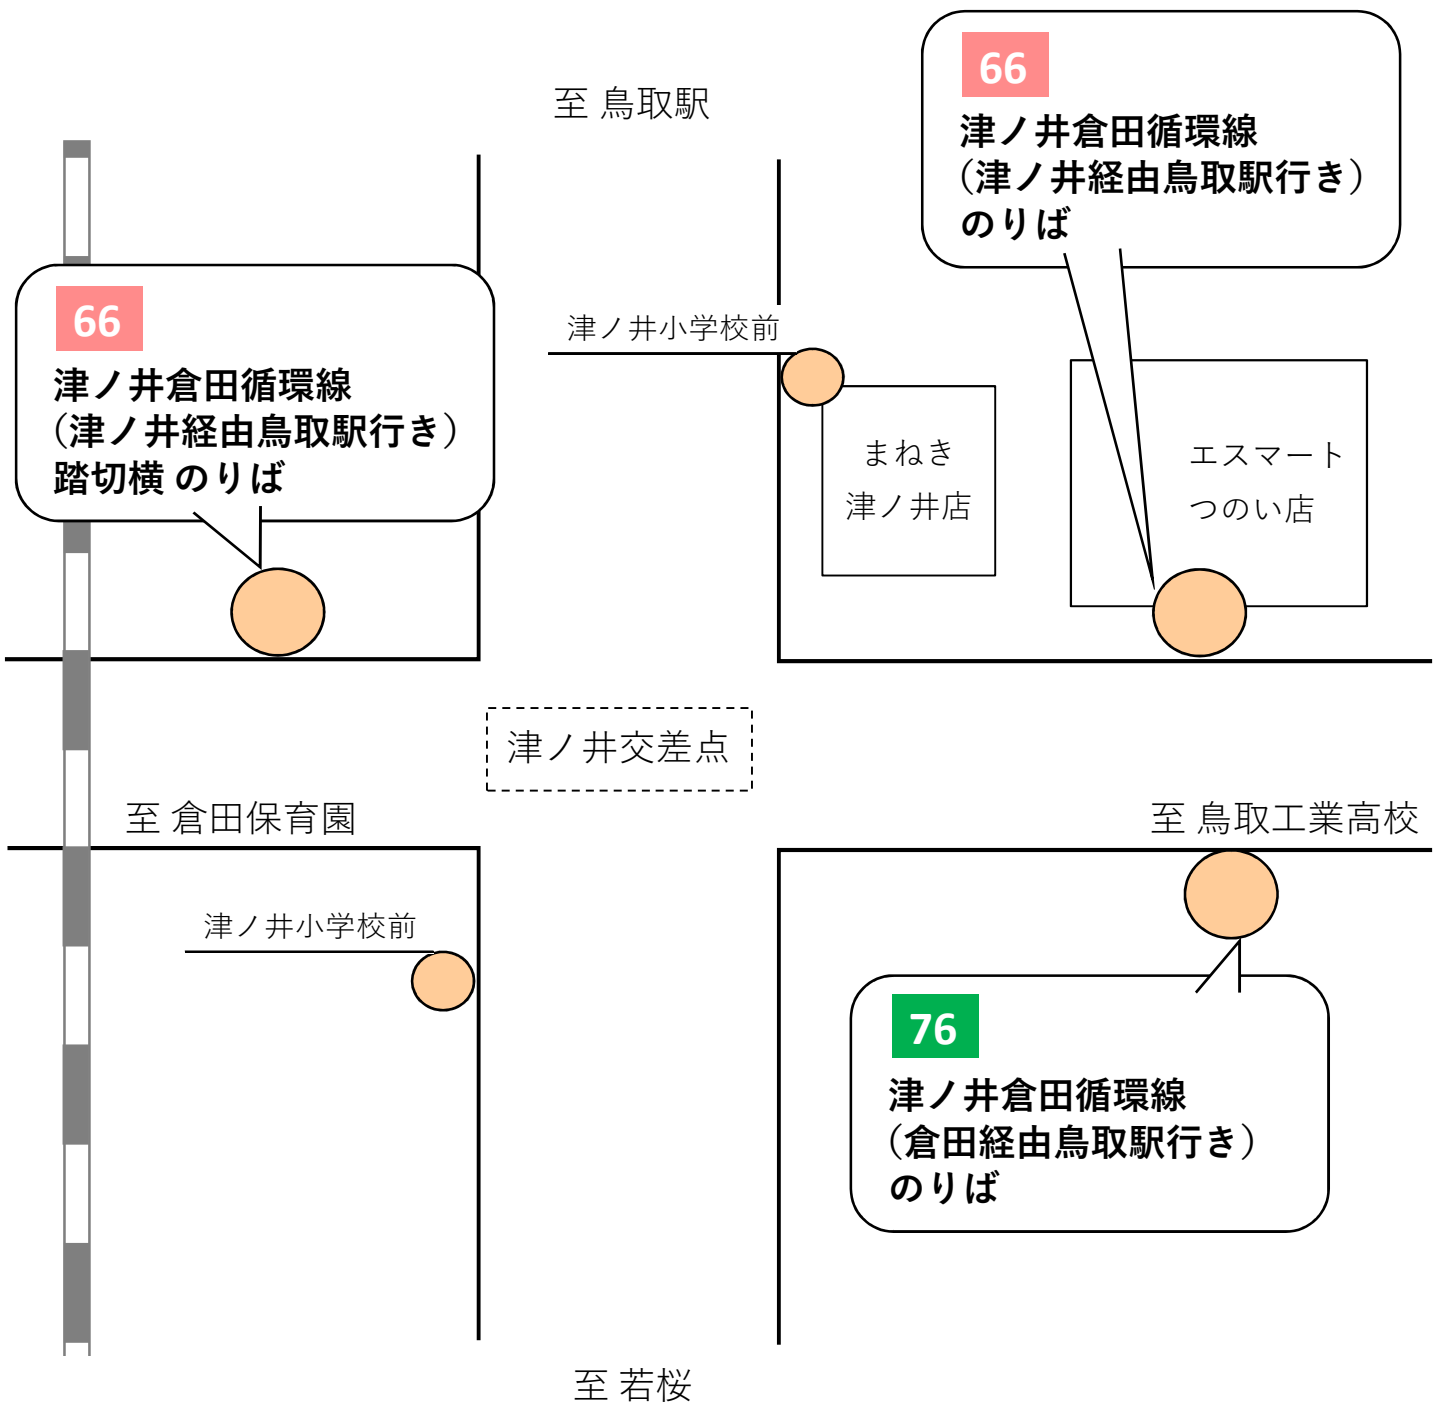 至 鳥取駅
66
津ノ井倉田循環線
(津ノ井経由鳥取駅行き)
のりば
66
津ノ井倉田循環線
(津ノ井経由鳥取駅行き)
踏切横 のりば
津ノ井小学校前
まねき
津ノ井店
エスマート
つのい店
津ノ井交差点
至 倉田保育園
至 鳥取工業高校
津ノ井小学校前
76
津ノ井倉田循環線
(倉田経由鳥取駅行き)
のりば
至 若桜